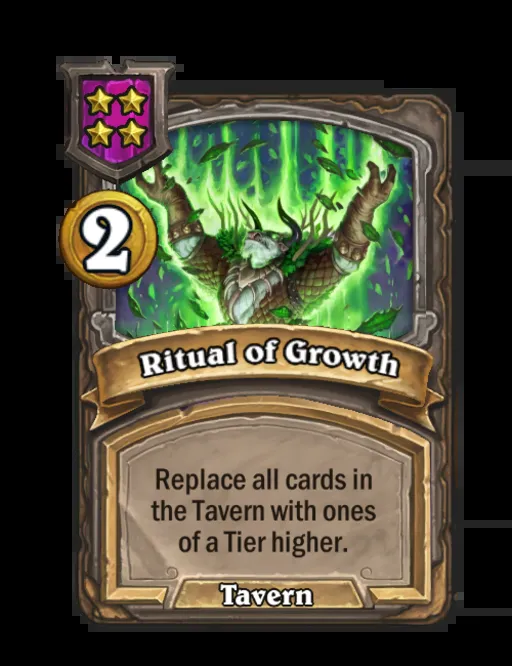 2
Ritual of Growth
Replace all cards in
the Tavern with ones
of a Tier higher.
Tavern